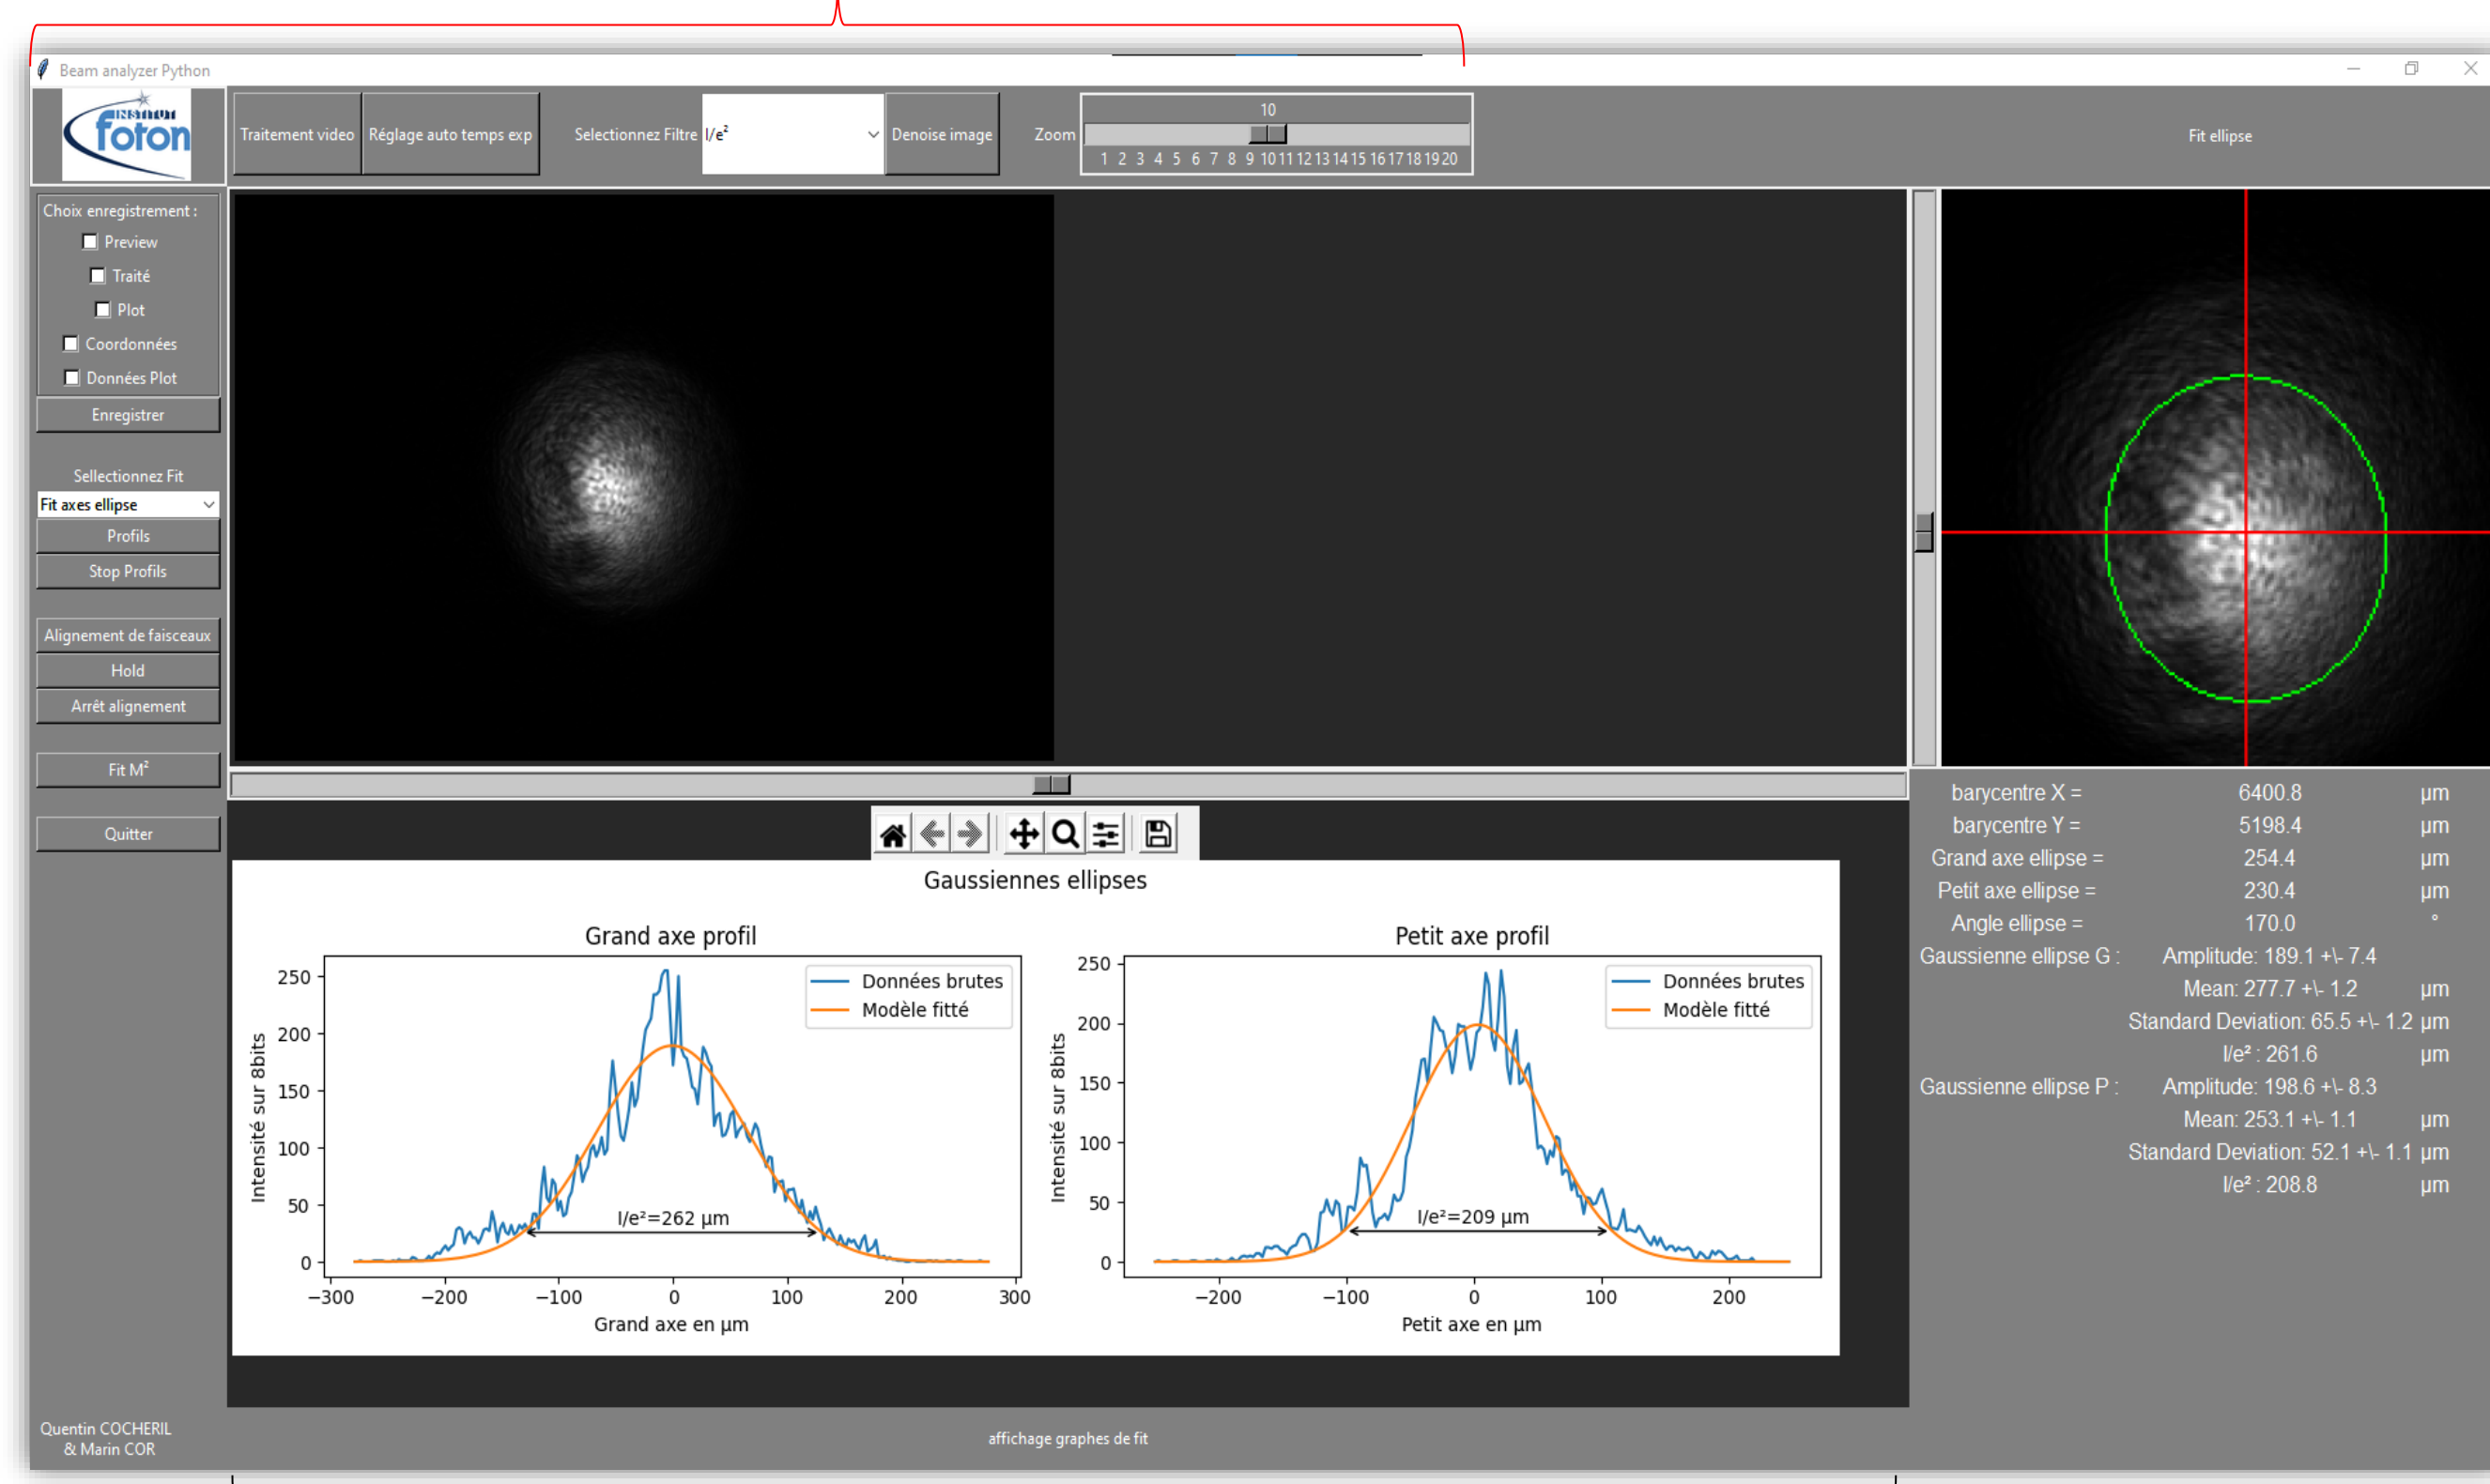 Beam analyzer Python
INSTITUT
foton
Traitement video
Réglage auto temps exp
Selectionnez Filtre
I/e²
Denoise image
Zoom
10
1 2 3 4 5 6 7 8 9 10 11 12 13 14 15 16 17 18 19 20
Fit ellipse
Choix enregistrement :
Preview
Traité
Plot
Coordonnées
Données Plot
Enregistrer
Sellectionnez Fit
Fit axes ellipse
Profils
Stop Profils
Alignement de faisceaux
Hold
Arrêt alignement
Fit M²
Quitter
Gaussiennes ellipses
Grand axe profil
250
200
150
100
50
0
Intensité sur 8bits
Données brutes
Modèle fitté
I/e²=262 µm
−300 −200 −100 0 100 200 300
Grand axe en µm
Petit axe profil
250
200
150
100
50
0
Intensité sur 8bits
Données brutes
Modèle fitté
I/e²=209 µm
−200 −100 0 100 200
Petit axe en µm
barycentre X = 6400.8 µm
barycentre Y = 5198.4 µm
Grand axe ellipse = 254.4 µm
Petit axe ellipse = 230.4 µm
Angle ellipse = 170.0 °
Gaussienne ellipse G : Amplitude: 189.1 +\- 7.4
Mean: 277.7 +\- 1.2 µm
Standard Deviation: 65.5 +\- 1.2 µm
I/e² : 261.6 µm
Gaussienne ellipse P : Amplitude: 198.6 +\- 8.3
Mean: 253.1 +\- 1.1 µm
Standard Deviation: 52.1 +\- 1.1 µm
I/e² : 208.8 µm
Quentin COCHERIL
& Marin COR
affichage graphes de fit